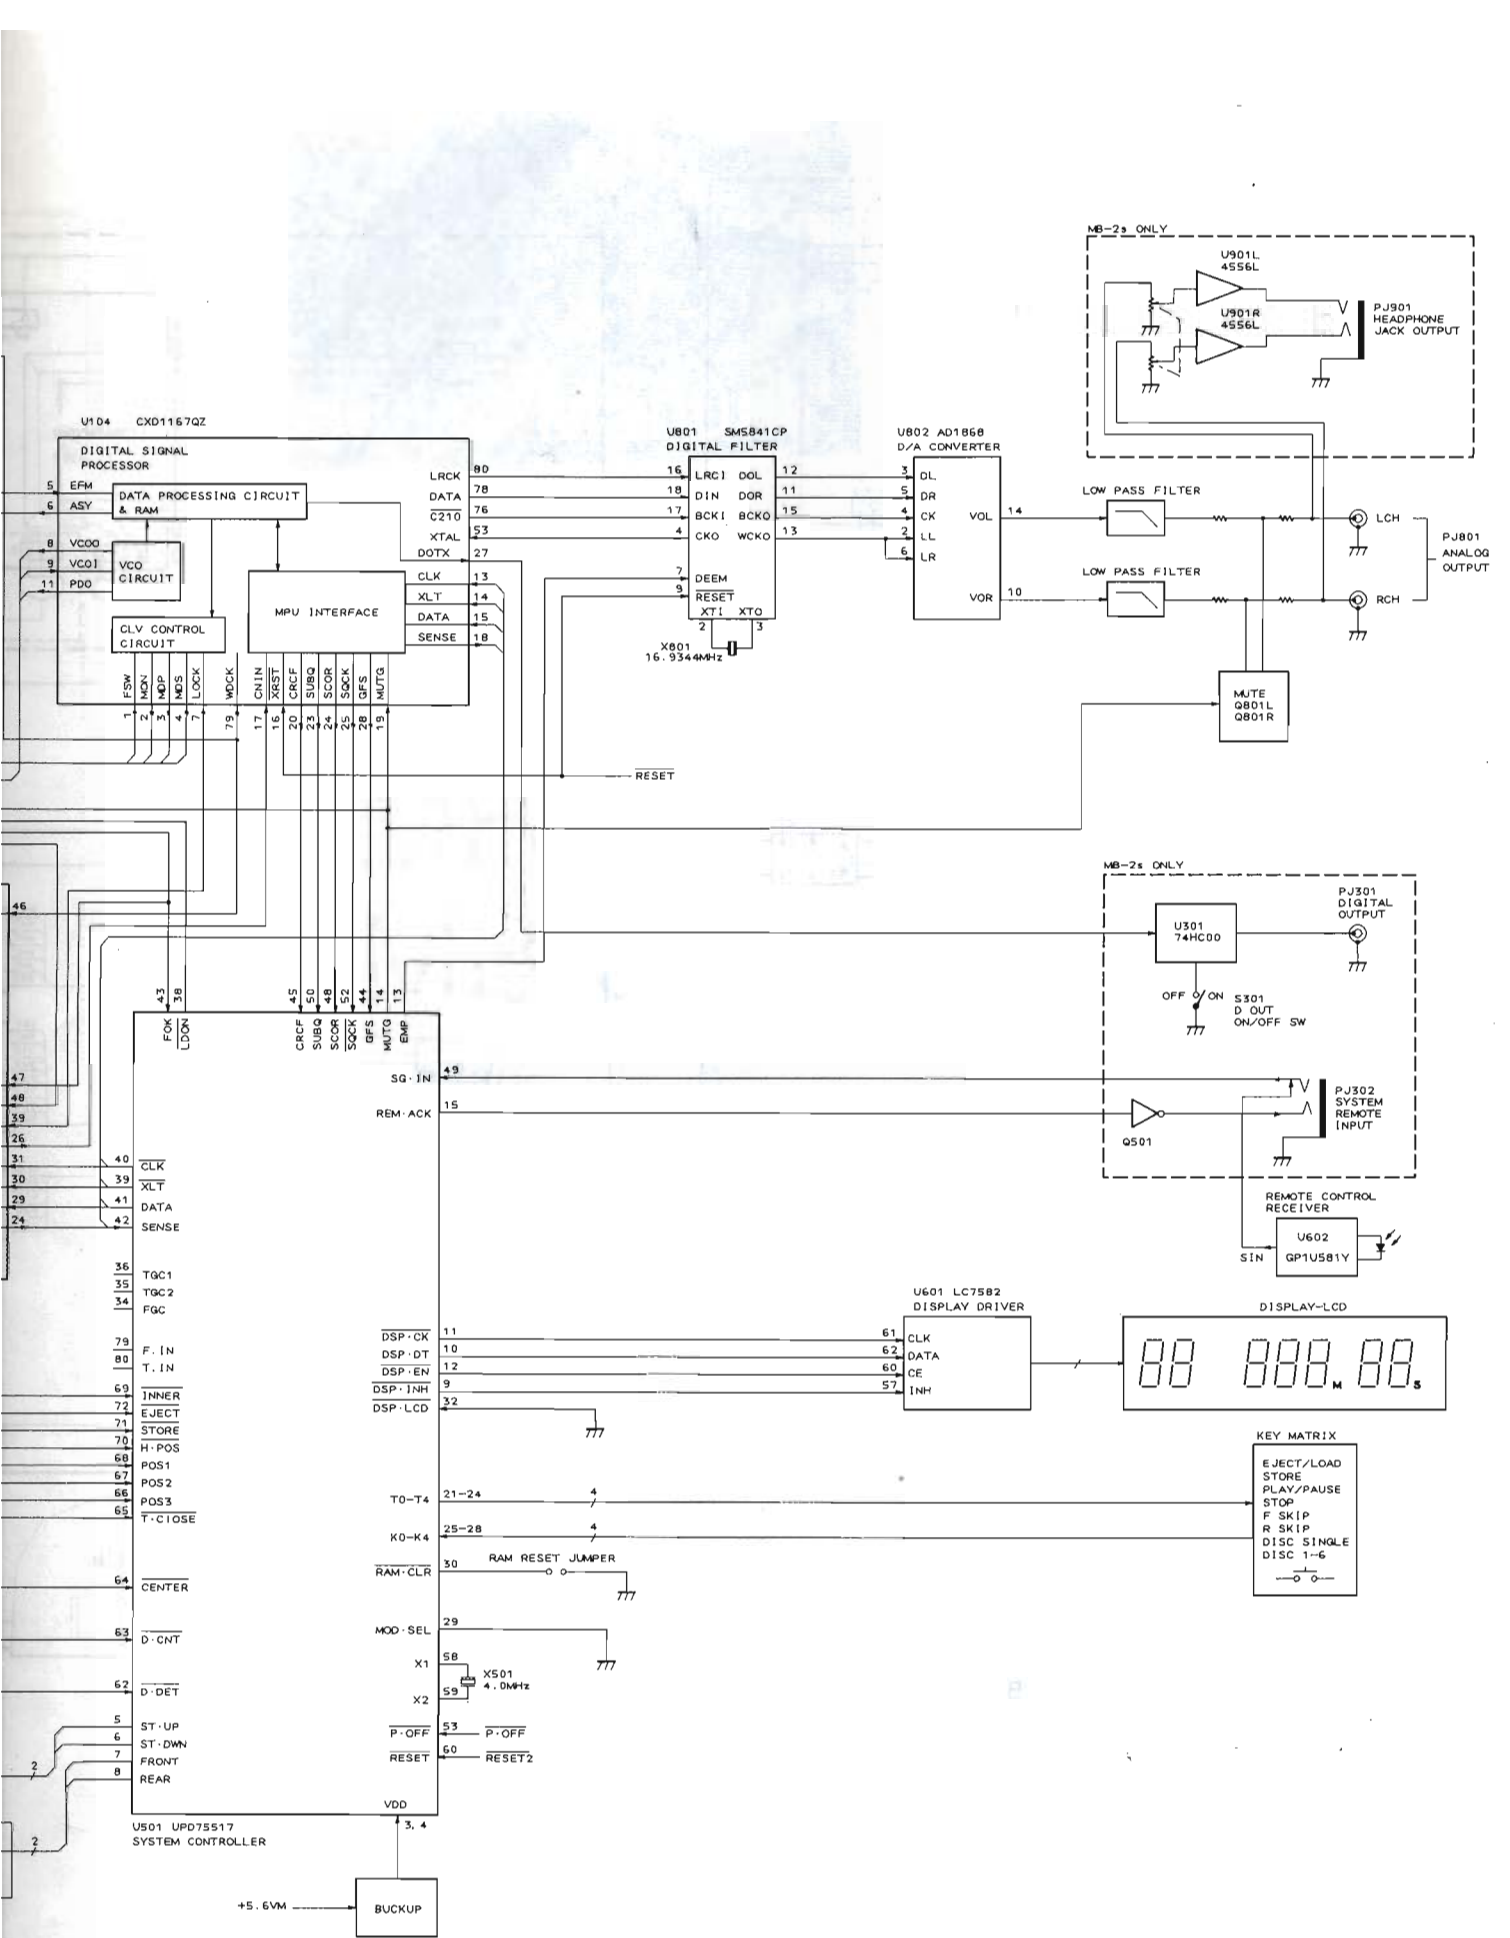 MB-2s ONLY
U901L
4556L
U901R
4556L
PJ901
HEADPHONE
JACK OUTPUT
U104 CXD1167QZ
DIGITAL SIGNAL
PROCESSOR
5 EFM
6 ASY
DATA PROCESSING CIRCUIT
& RAM
8 VCOO
9 VCOI
11 PDO
VCO
CIRCUIT
CLV CONTROL
CIRCUIT
MPU INTERFACE
LRCK 80
DATA 78
C210 76
XTAL 53
DOTX 27
CLK 13
XLT 14
DATA 15
SENSE 18
FSW MON MDP MDS LOCK WDCK CNIN XRST CRCF SUBQ SCOR SQCK GFS MUTG
1 2 3 4 7 79 17 16 20 23 24 25 28 19
U801 SM5841CP
DIGITAL FILTER
16 LRCI DOL 12
18 DIN DOR 11
17 BCKI BCKO 15
4 CKO WCKO 13
7 DEEM
9 RESET
XTI XTO
2 3
X801
16.9344MHz
U802 AD1868
D/A CONVERTER
3 DL
5 DR
4 CK VOL 14
2 LL
6 LR
VOR 10
LOW PASS FILTER
LOW PASS FILTER
LCH
RCH
PJ801
ANALOG
OUTPUT
MUTE
Q801L
Q801R
RESET
MB-2s ONLY
U301
74HC00
PJ301
DIGITAL
OUTPUT
OFF ON
S301
D OUT
ON/OFF SW
PJ302
SYSTEM
REMOTE
INPUT
Q501
REMOTE CONTROL
RECEIVER
U602
GP1U581Y
SIN
46
47
48
39
26
31
30
29
24
43 38 45 50 48 52 44 14 13
FOK LDON CRCF SUBQ SCOR SQCK GFS MUTG EMP
SG·IN 49
REM·ACK 15
40 CLK
39 XLT
41 DATA
42 SENSE
36 TGC1
35 TGC2
34 FGC
79 F.IN
80 T.IN
69 INNER
72 EJECT
71 STORE
70 H·POS
68 POS1
67 POS2
66 POS3
65 T·ClOSE
64 CENTER
63 D·CNT
62 D·DET
5 ST·UP
6 ST·DWN
7 FRONT
8 REAR
2
2
DSP·CK 11
DSP·DT 10
DSP·EN 12
DSP·INH 9
DSP·LCD 32
T0-T4 21-24 4
K0-K4 25-28 4
RAM·CLR 30
RAM RESET JUMPER
MOD·SEL 29
X1 58
X2 59
X501
4.0MHz
P·OFF 53 P·OFF
RESET 60 RESET2
VDD
3, 4
U501 UPD75517
SYSTEM CONTROLLER
+5.6VM
BUCKUP
U601 LC7582
DISPLAY DRIVER
61 CLK
62 DATA
60 CE
57 INH
DISPLAY-LCD
88 888 M 88 S
KEY MATRIX
EJECT/LOAD
STORE
PLAY/PAUSE
STOP
F SKIP
R SKIP
DISC SINGLE
DISC 1-6